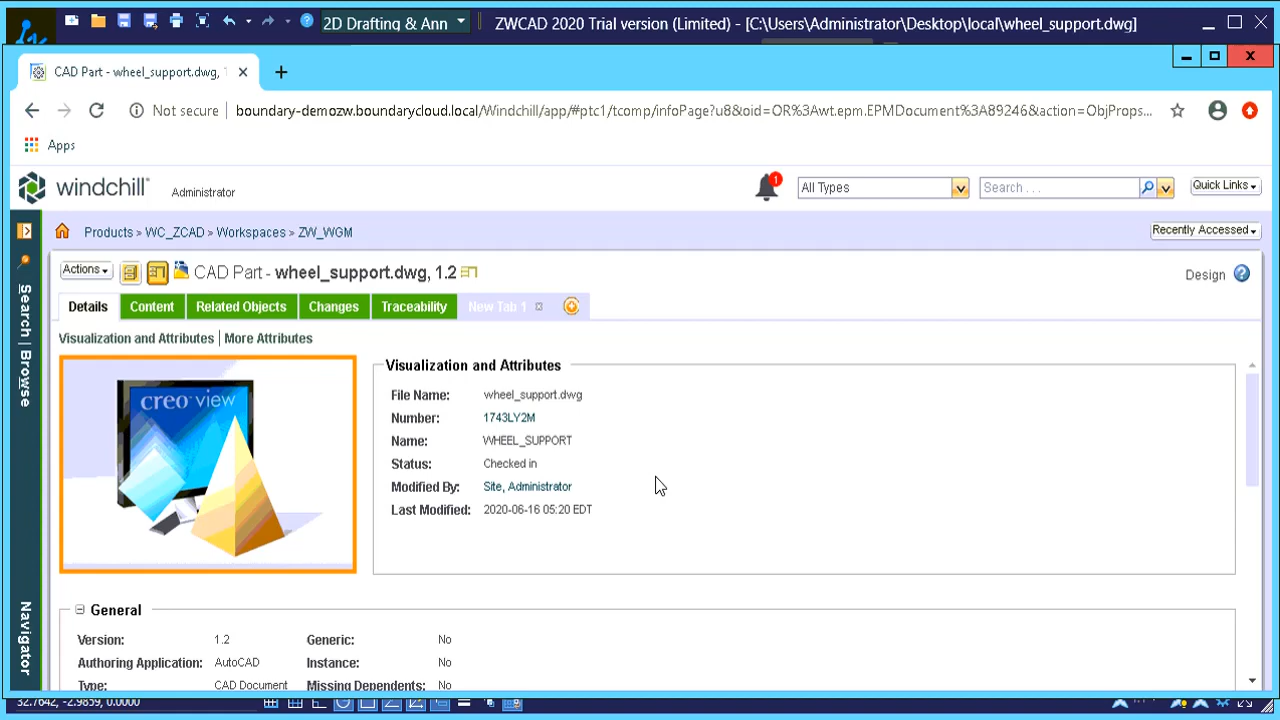 2D Drafting & Ann
ZWCAD 2020 Trial version (Limited) - [C:\Users\Administrator\Desktop\local\wheel_support.dwg]
CAD Part - wheel_support.dwg,
Not secure
boundary-demozw.boundarycloud.local/Windchill/app/#ptc1/tcomp/infoPage?u8&oid=OR%3Awt.epm.EPMDocument%3A89246&action=ObjProps...
Apps
windchill
Administrator
1
All Types
Search . . .
Quick Links
Products > WC_ZCAD > Workspaces > ZW_WGM
Recently Accessed
Actions
CAD Part - wheel_support.dwg, 1.2
Design
Details
Content
Related Objects
Changes
Traceability
New Tab 1
Search | Browse
Navigator
Visualization and Attributes | More Attributes
creo view
Visualization and Attributes
File Name: wheel_support.dwg
Number: 1743LY2M
Name: WHEEL_SUPPORT
Status: Checked in
Modified By: Site, Administrator
Last Modified: 2020-06-16 05:20 EDT
General
Version: 1.2 Generic: No
Authoring Application: AutoCAD Instance: No
Type: CAD Document Missing Dependents: No
32.7642, -2.9859, 0.0000